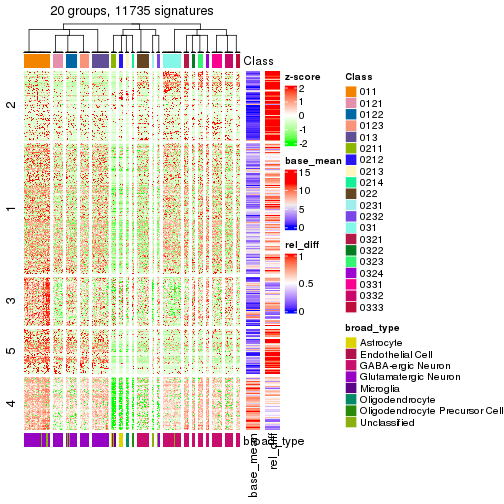 20 groups, 11735 signatures
Class
2
1
3
5
4
broad_type
base_mean
rel_diff
z-score
2
1
0
-1
-2
base_mean
15
10
5
0
rel_diff
1
0.5
0
Class
011
0121
0122
0123
013
0211
0212
0213
0214
022
0231
0232
031
0321
0322
0323
0324
0331
0332
0333
broad_type
Astrocyte
Endothelial Cell
GABA-ergic Neuron
Glutamatergic Neuron
Microglia
Oligodendrocyte
Oligodendrocyte Precursor Cell
Unclassified